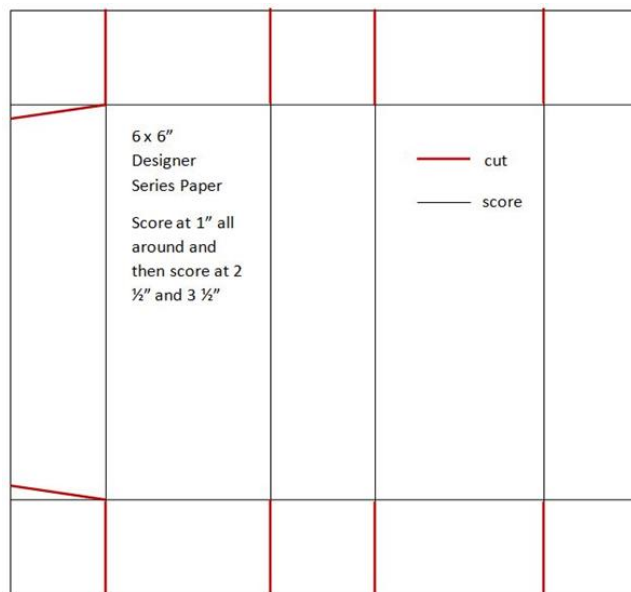 6 x 6”
Designer
Series Paper
Score at 1” all
around and
then score at 2
½” and 3 ½”
cut
score